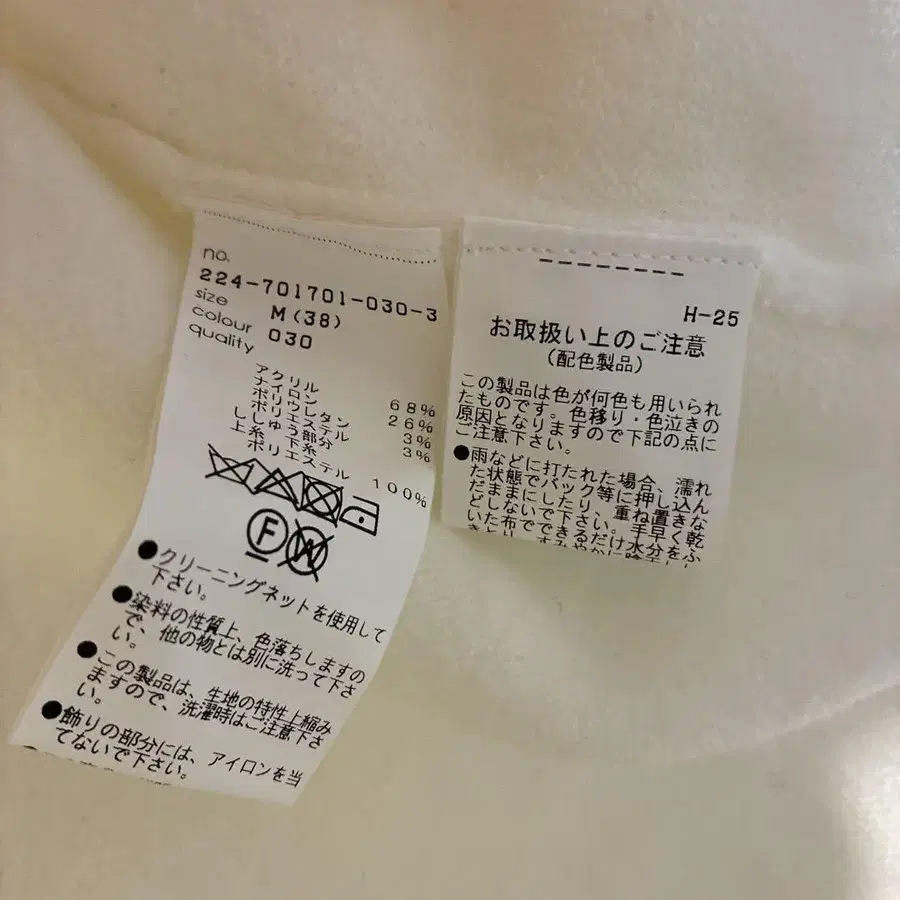 no.
224-701701-030-3
size M(38)
colour 030
quality
アクリル 68%
ナイロン 26%
ポリウレタン 3%
ポリエステル 3%
ししゅう部分
上糸・下糸
ポリエステル 100%
F
W
●クリーニングネットを使用して
下さい。
●染料の性質上、色落ちしますの
で、他の物とは別に洗って下さ
い。
●この製品は、生地の特性上縮み
ますので、洗濯時はご注意下さ
い。
●飾りの部分には、アイロンを当
てないで下さい。
--------
H-25
お取扱い上のご注意
(配色製品)
この製品は色が何色も用いられ
たものです。色移り・色泣きの
原因となりますので下記の点に
ご注意下さい。
●雨などに打たれた場合、濡れ
た状態でバック等に押し込ん
だままにしたり、重ね置きな
どしないで下さい。手早く乾
いた布でできるだけ水分をふ